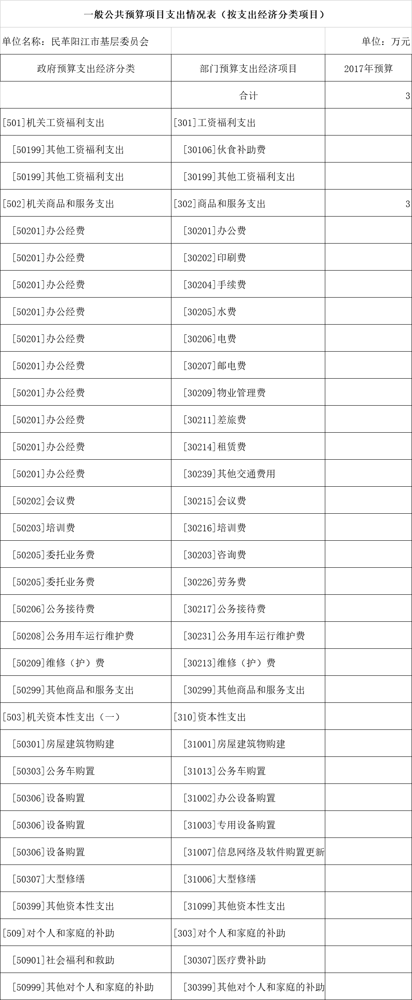 一般公共预算项目支出情况表（按支出经济分类项目）
单位名称：民革阳江市基层委员会 单位：万元
政府预算支出经济分类 部门预算支出经济项目 2017年预算
合计 3
[501]机关工资福利支出 [301]工资福利支出
[50199]其他工资福利支出 [30106]伙食补助费
[50199]其他工资福利支出 [30199]其他工资福利支出
[502]机关商品和服务支出 [302]商品和服务支出 3
[50201]办公经费 [30201]办公费
[50201]办公经费 [30202]印刷费
[50201]办公经费 [30204]手续费
[50201]办公经费 [30205]水费
[50201]办公经费 [30206]电费
[50201]办公经费 [30207]邮电费
[50201]办公经费 [30209]物业管理费
[50201]办公经费 [30211]差旅费
[50201]办公经费 [30214]租赁费
[50201]办公经费 [30239]其他交通费用
[50202]会议费 [30215]会议费
[50203]培训费 [30216]培训费
[50205]委托业务费 [30203]咨询费
[50205]委托业务费 [30226]劳务费
[50206]公务接待费 [30217]公务接待费
[50208]公务用车运行维护费 [30231]公务用车运行维护费
[50209]维修（护）费 [30213]维修（护）费
[50299]其他商品和服务支出 [30299]其他商品和服务支出
[503]机关资本性支出（一） [310]资本性支出
[50301]房屋建筑物购建 [31001]房屋建筑物购建
[50303]公务车购置 [31013]公务车购置
[50306]设备购置 [31002]办公设备购置
[50306]设备购置 [31003]专用设备购置
[50306]设备购置 [31007]信息网络及软件购置更新
[50307]大型修缮 [31006]大型修缮
[50399]其他资本性支出 [31099]其他资本性支出
[509]对个人和家庭的补助 [303]对个人和家庭的补助
[50901]社会福利和救助 [30307]医疗费补助
[50999]其他对个人和家庭的补助 [30399]其他对个人和家庭的补助